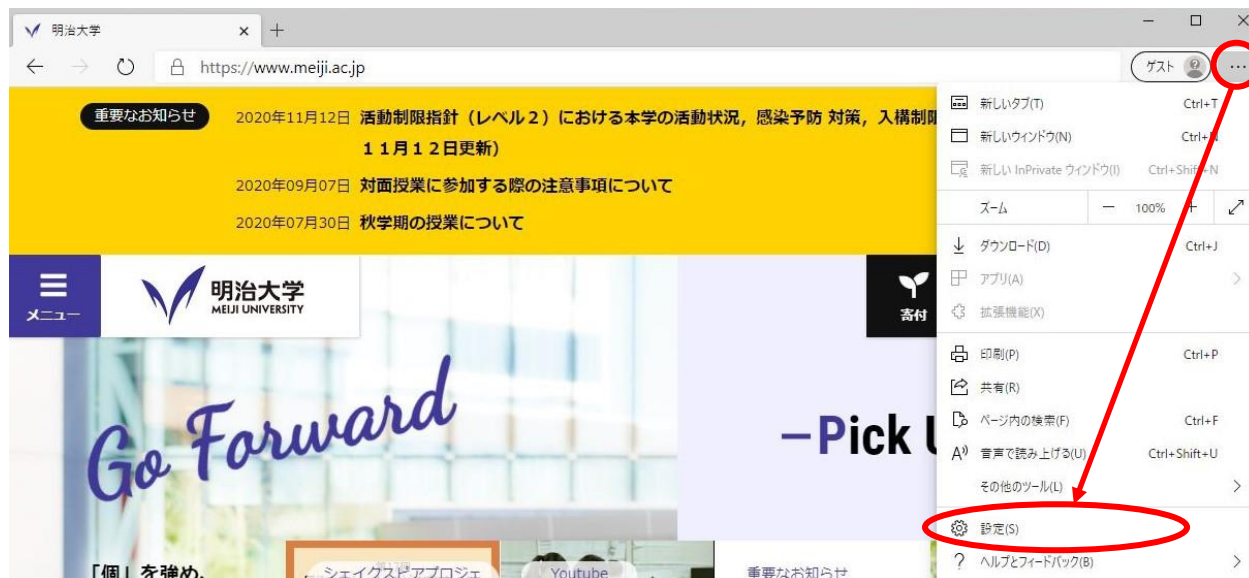 明治大学
https://www.meiji.ac.jp
ゲスト
重要なお知らせ
2020年11月12日 活動制限指針（レベル２）における本学の活動状況，感染予防 対策，入構制限
１１月１２日更新）
2020年09月07日 対面授業に参加する際の注意事項について
2020年07月30日 秋学期の授業について
メニュー
明治大学
MEIJI UNIVERSITY
寄付
Go Forward
–Pick U
「個」を強め、
シェイクスピアプロジェ
Youtube
重要なお知らせ
新しいタブ(T) Ctrl+T
新しいウィンドウ(N) Ctrl+N
新しい InPrivate ウィンドウ(I) Ctrl+Shift+N
ズーム － 100% +
ダウンロード(D) Ctrl+J
アプリ(A)
拡張機能(X)
印刷(P) Ctrl+P
共有(R)
ページ内の検索(F) Ctrl+F
音声で読み上げる(U) Ctrl+Shift+U
その他のツール(L)
設定(S)
ヘルプとフィードバック(B)